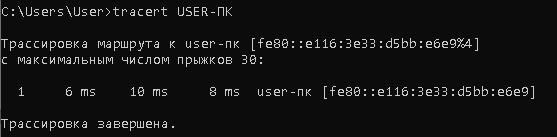 C:\Users\User>tracert USER-ПК
Трассировка маршрута к user-пк [fe80::e116:3e33:d5bb:e6e9%4]
с максимальным числом прыжков 30:
1 6 ms 10 ms 8 ms user-пк [fe80::e116:3e33:d5bb:e6e9]
Трассировка завершена.